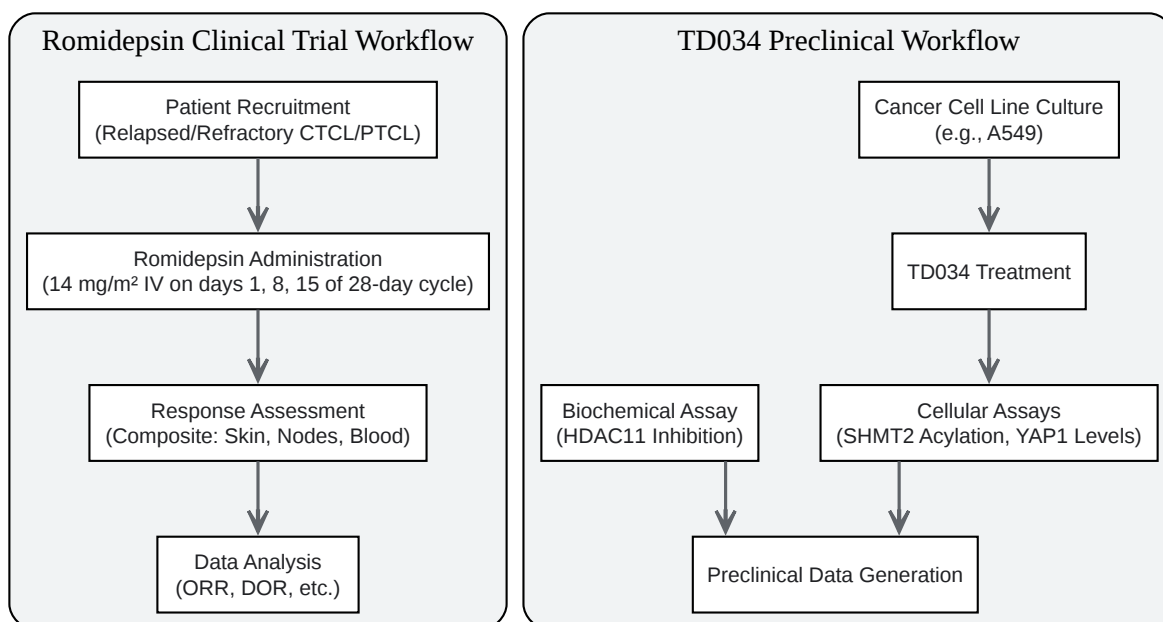 Romidepsin Clinical Trial Workflow
Patient Recruitment
(Relapsed/Refractory CTCL/PTCL)
Romidepsin Administration
(14 mg/m² IV on days 1, 8, 15 of 28-day cycle)
Response Assessment
(Composite: Skin, Nodes, Blood)
Data Analysis
(ORR, DOR, etc.)
TD034 Preclinical Workflow
Cancer Cell Line Culture
(e.g., A549)
TD034 Treatment
Biochemical Assay
(HDAC11 Inhibition)
Cellular Assays
(SHMT2 Acylation, YAP1 Levels)
Preclinical Data Generation